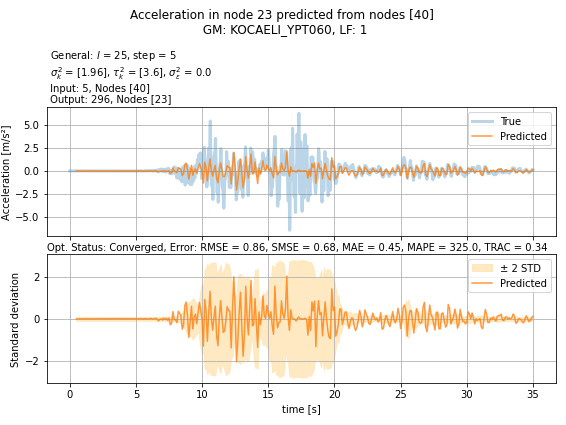 Acceleration in node 23 predicted from nodes [40]
GM: KOCAELI_YPT060, LF: 1
General: l = 25, step = 5
σ²_k = [1.96], τ²_k = [3.6], σ²_ε = 0.0
Input: 5, Nodes [40]
Output: 296, Nodes [23]
Acceleration [m/s²]
5.0
2.5
0.0
−2.5
−5.0
True
Predicted
Opt. Status: Converged, Error: RMSE = 0.86, SMSE = 0.68, MAE = 0.45, MAPE = 325.0, TRAC = 0.34
Standard deviation
2
0
−2
± 2 STD
Predicted
0 5 10 15 20 25 30 35
time [s]